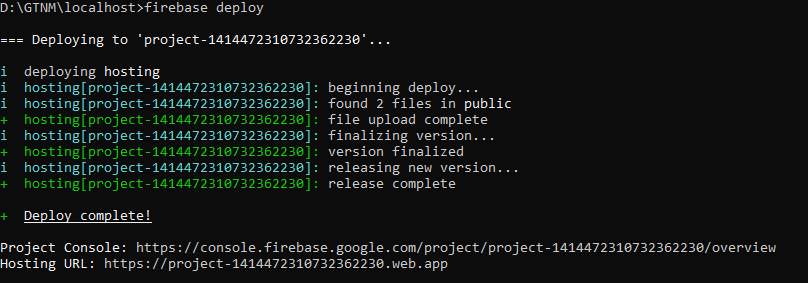 D:\GTNM\localhost>firebase deploy
=== Deploying to 'project-1414472310732362230'...
i  deploying hosting
i  hosting[project-1414472310732362230]: beginning deploy...
i  hosting[project-1414472310732362230]: found 2 files in public
+  hosting[project-1414472310732362230]: file upload complete
i  hosting[project-1414472310732362230]: finalizing version...
+  hosting[project-1414472310732362230]: version finalized
i  hosting[project-1414472310732362230]: releasing new version...
+  hosting[project-1414472310732362230]: release complete
+  Deploy complete!
Project Console: https://console.firebase.google.com/project/project-1414472310732362230/overview
Hosting URL: https://project-1414472310732362230.web.app